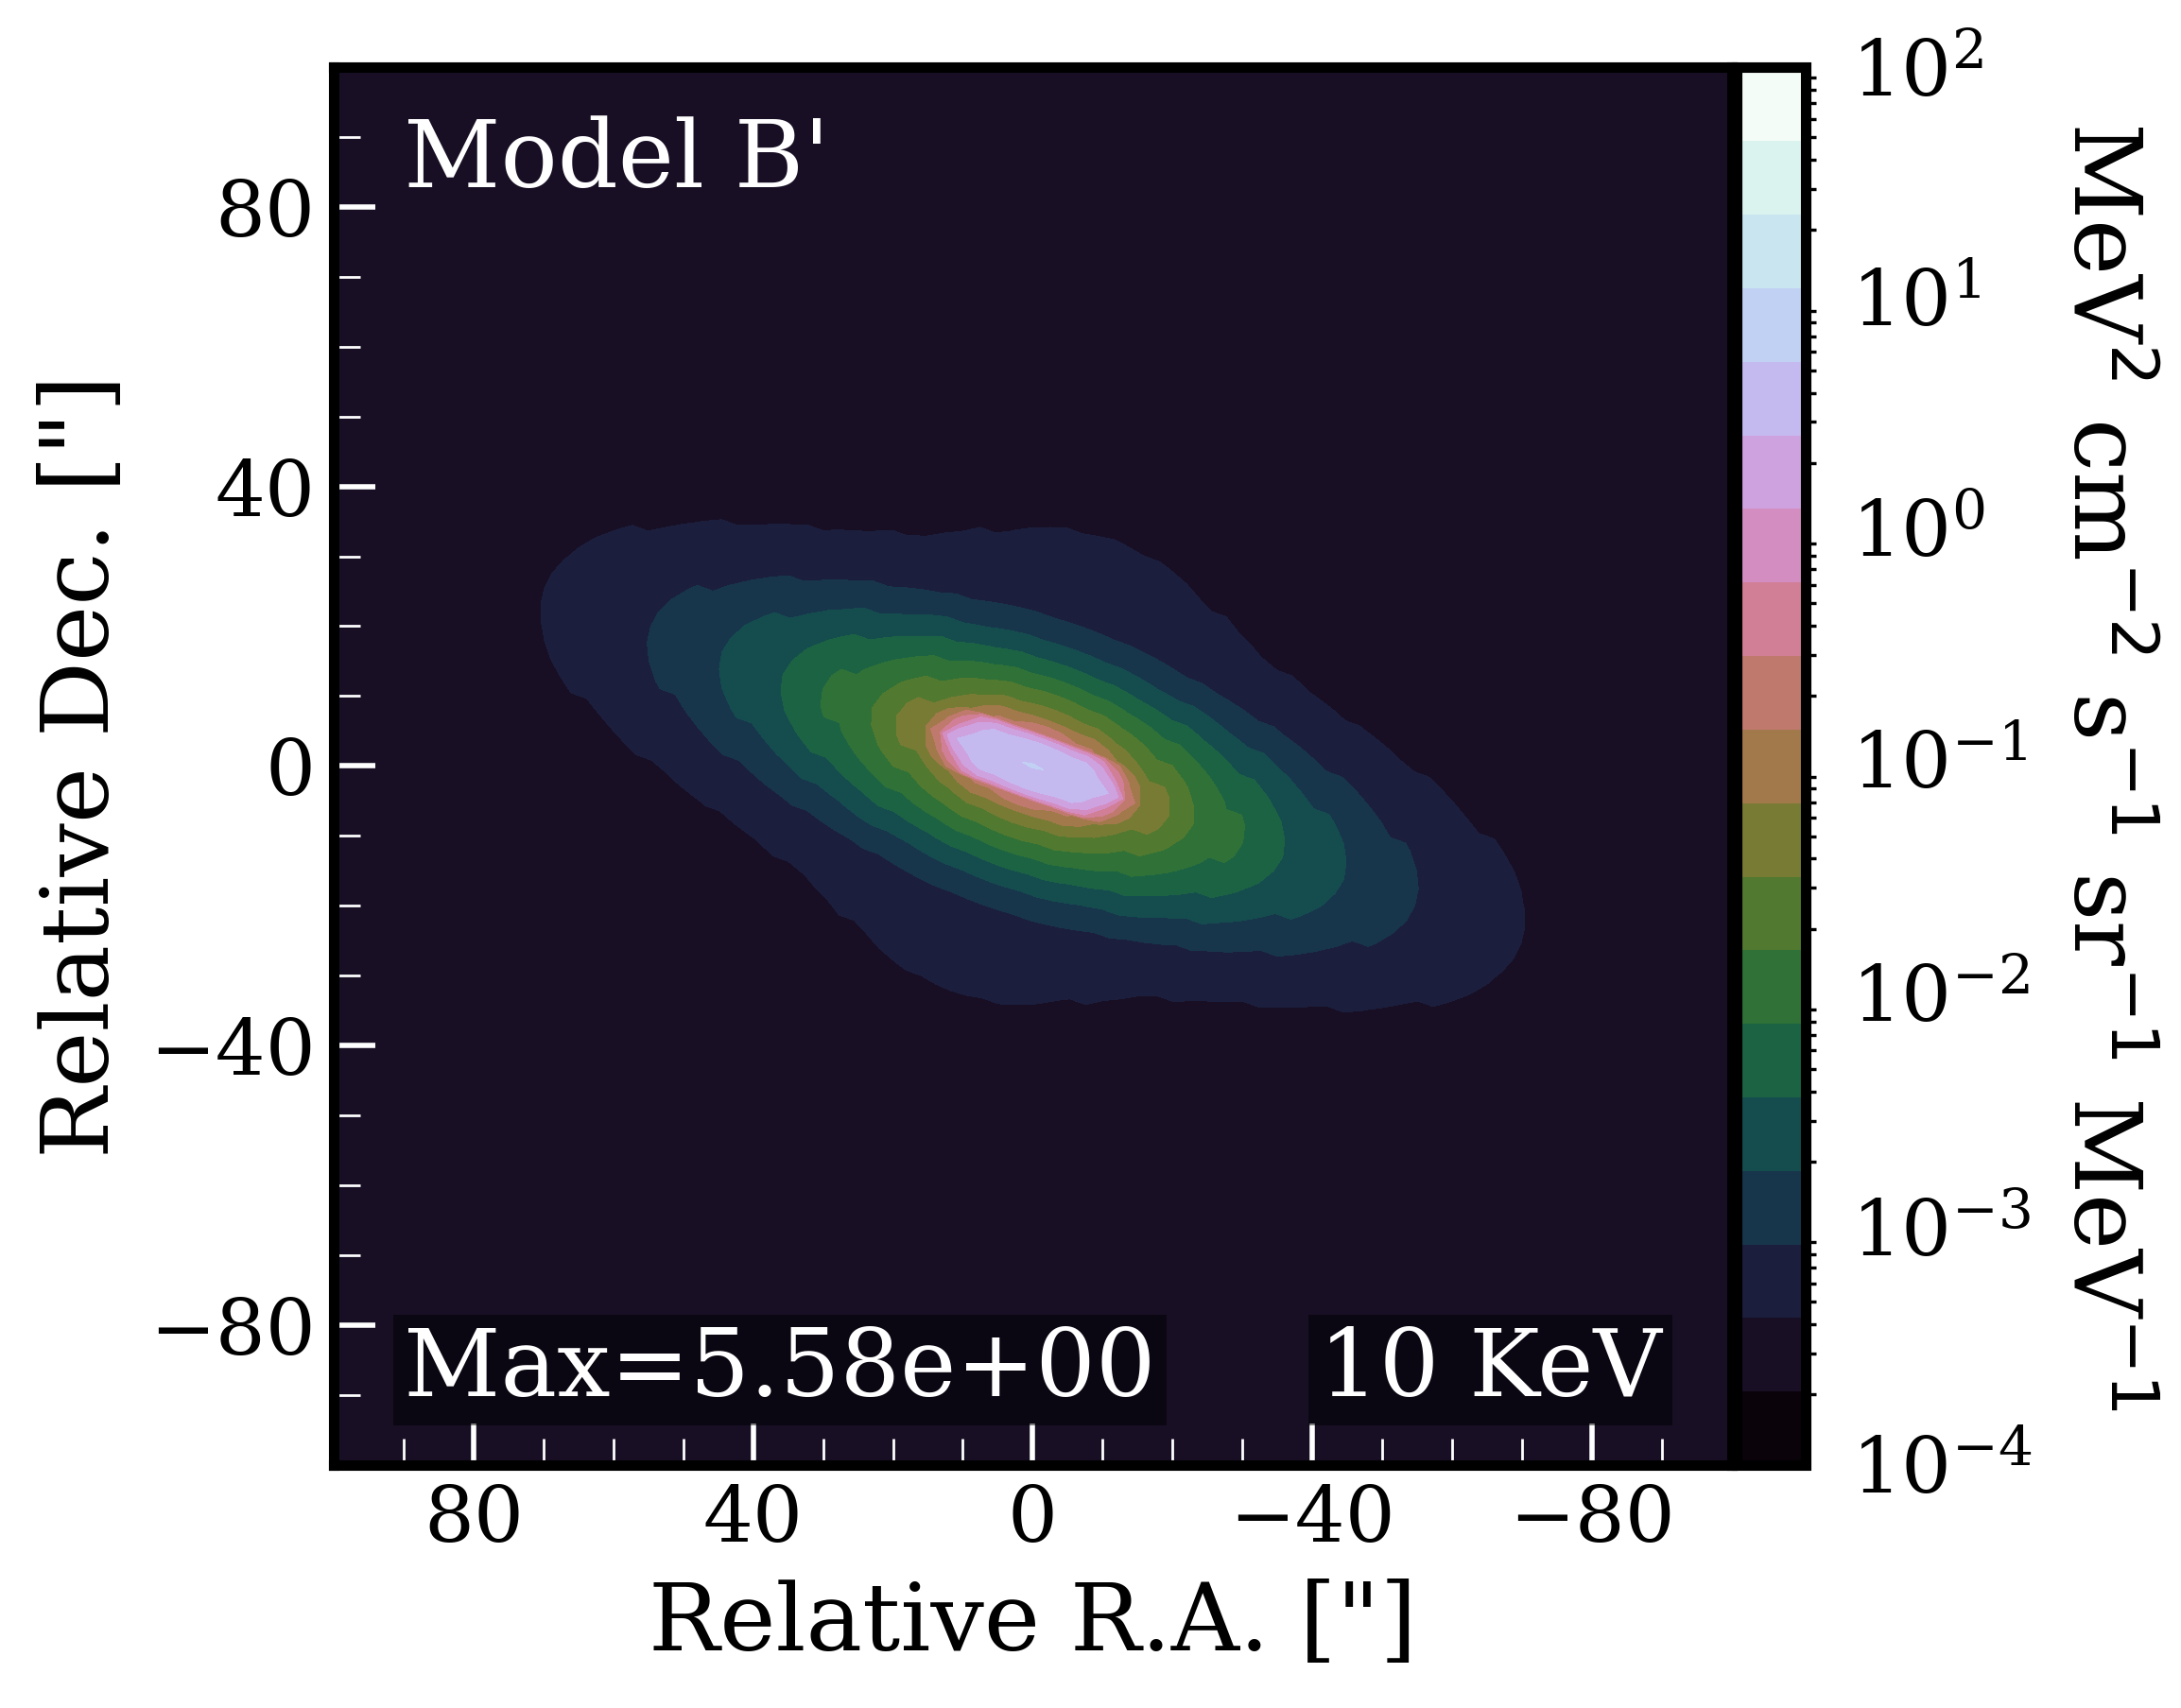 Model B'
80
40
0
−40
−80
Relative Dec. ["]
Max=5.58e+00
10 KeV
80
40
0
−40
−80
Relative R.A. ["]
10²
10¹
10⁰
10⁻¹
10⁻²
10⁻³
10⁻⁴
MeV² cm⁻² s⁻¹ sr⁻¹ MeV⁻¹